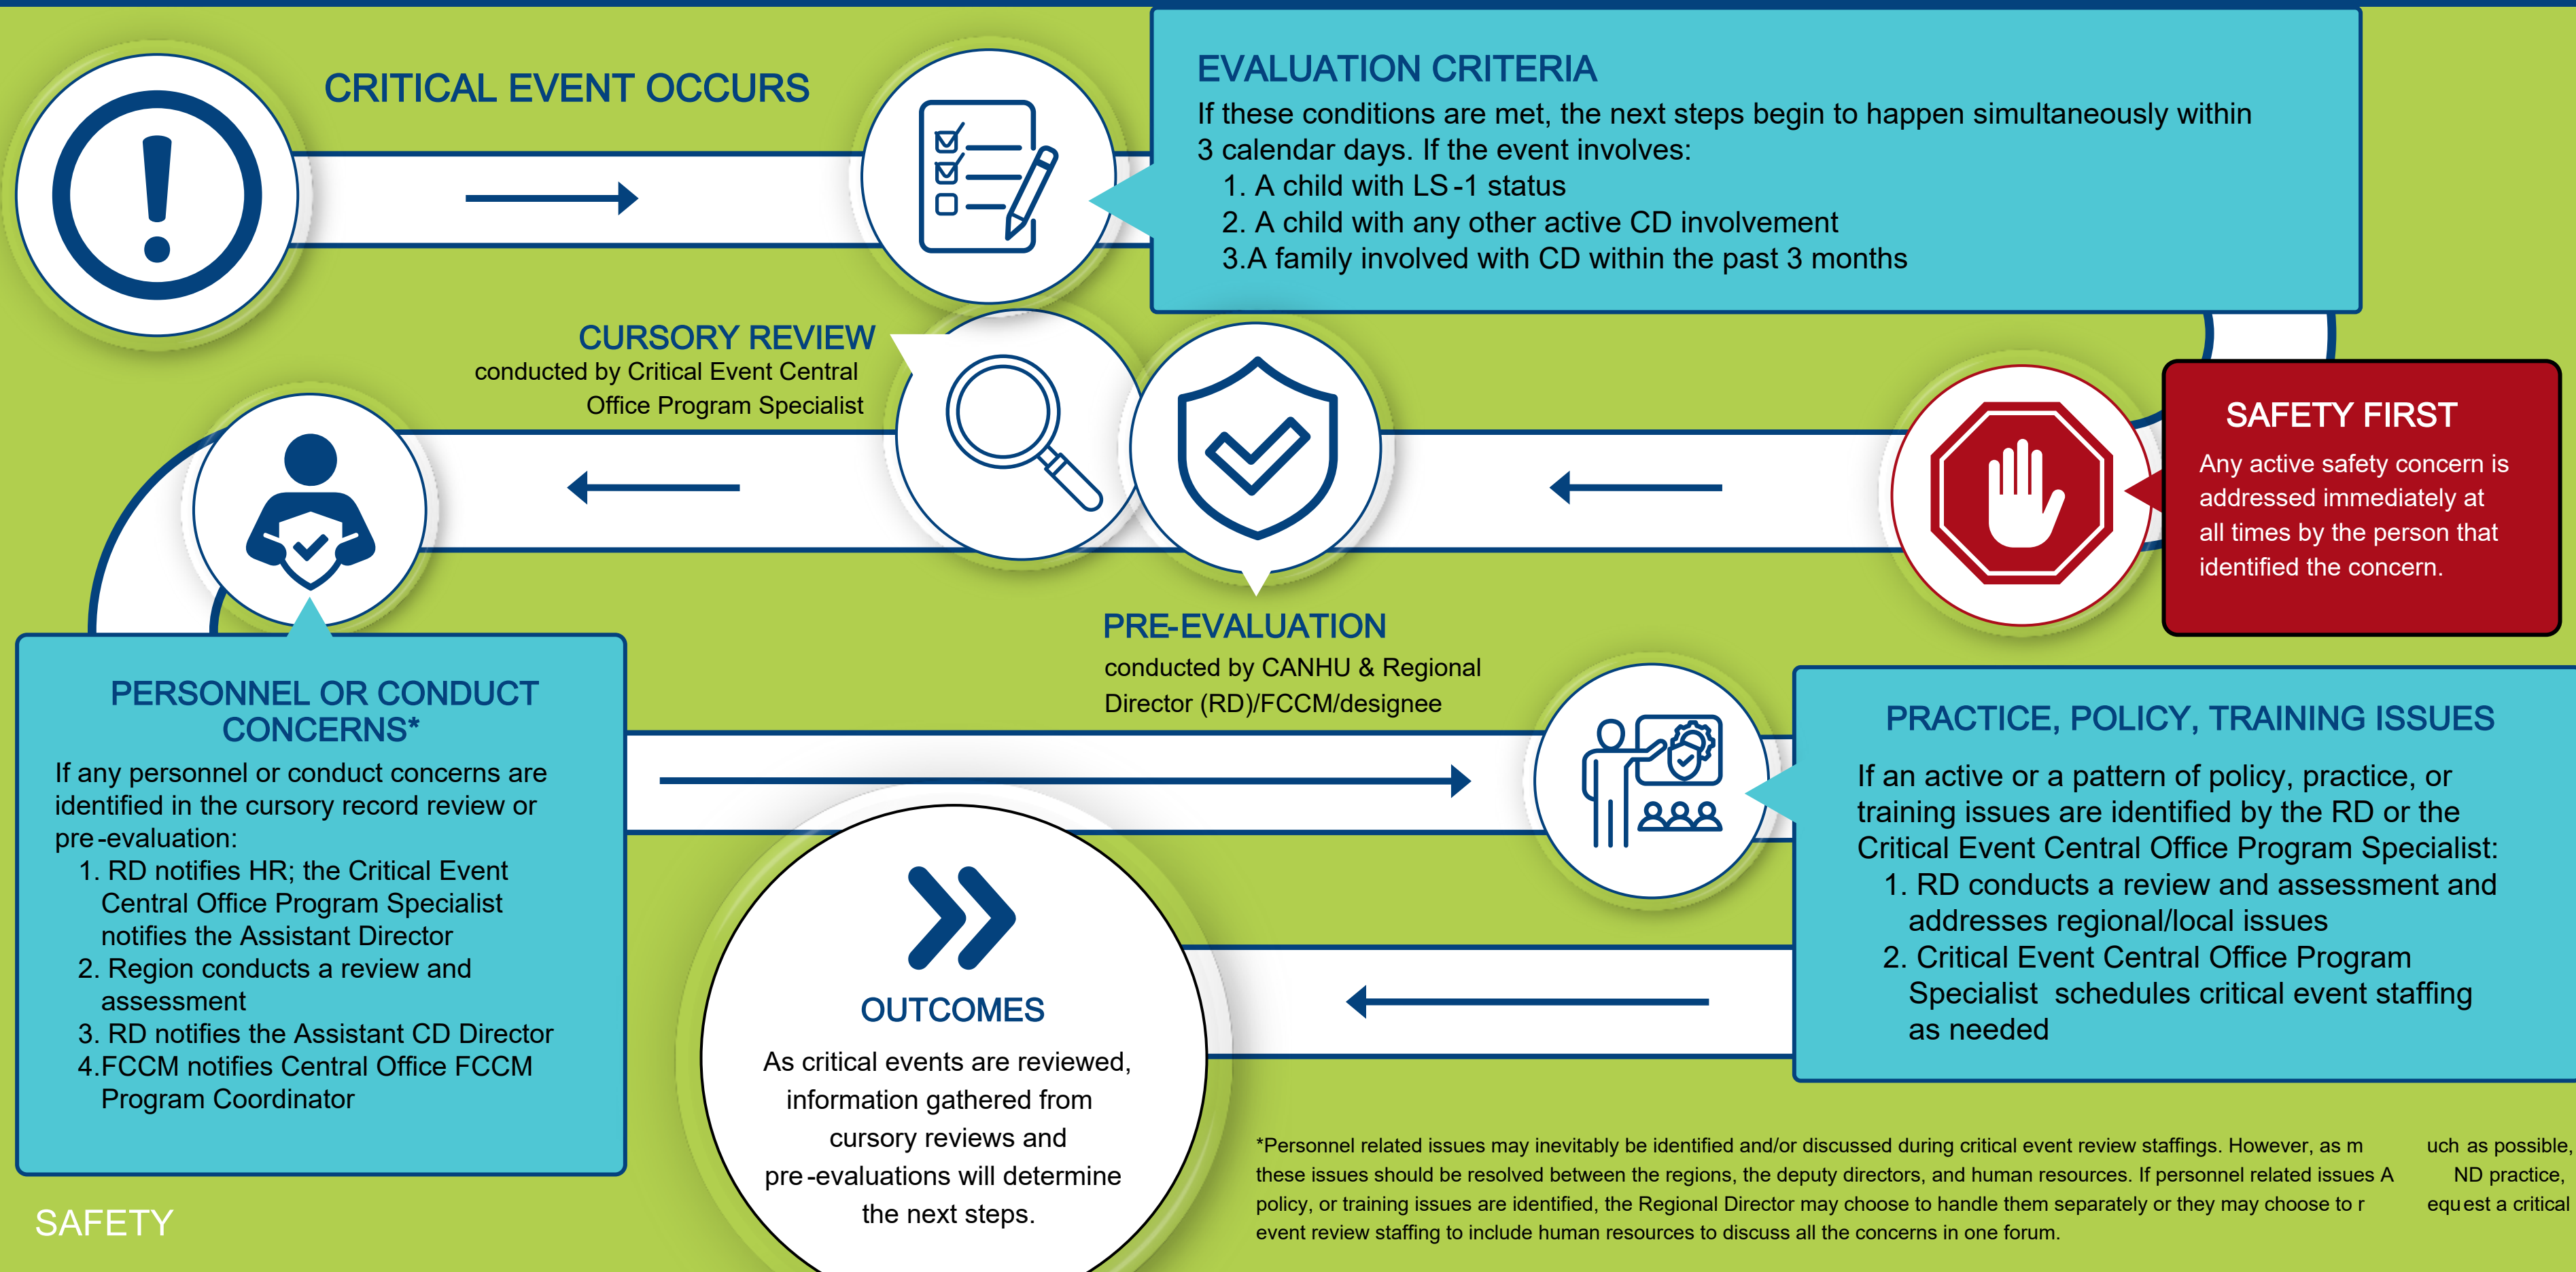 CRITICAL EVENT OCCURS
EVALUATION CRITERIA
If these conditions are met, the next steps begin to happen simultaneously within
3 calendar days. If the event involves:
1. A child with LS-1 status
2. A child with any other active CD involvement
3.A family involved with CD within the past 3 months
SAFETY FIRST
Any active safety concern is
addressed immediately at
all times by the person that
identified the concern.
CURSORY REVIEW
conducted by Critical Event Central
Office Program Specialist
PRE-EVALUATION
conducted by CANHU & Regional
Director (RD)/FCCM/designee
PERSONNEL OR CONDUCT
CONCERNS*
If any personnel or conduct concerns are
identified in the cursory record review or
pre-evaluation:
1. RD notifies HR; the Critical Event
Central Office Program Specialist
notifies the Assistant Director
2. Region conducts a review and
assessment
3. RD notifies the Assistant CD Director
4.FCCM notifies Central Office FCCM
Program Coordinator
PRACTICE, POLICY, TRAINING ISSUES
If an active or a pattern of policy, practice, or
training issues are identified by the RD or the
Critical Event Central Office Program Specialist:
1. RD conducts a review and assessment and
addresses regional/local issues
2. Critical Event Central Office Program
Specialist schedules critical event staffing
as needed
OUTCOMES
As critical events are reviewed,
information gathered from
cursory reviews and
pre-evaluations will determine
the next steps.
*Personnel related issues may inevitably be identified and/or discussed during critical event review staffings. However, as m uch as possible,
these issues should be resolved between the regions, the deputy directors, and human resources. If personnel related issues A ND practice,
policy, or training issues are identified, the Regional Director may choose to handle them separately or they may choose to r equest a critical
event review staffing to include human resources to discuss all the concerns in one forum.
SAFETY